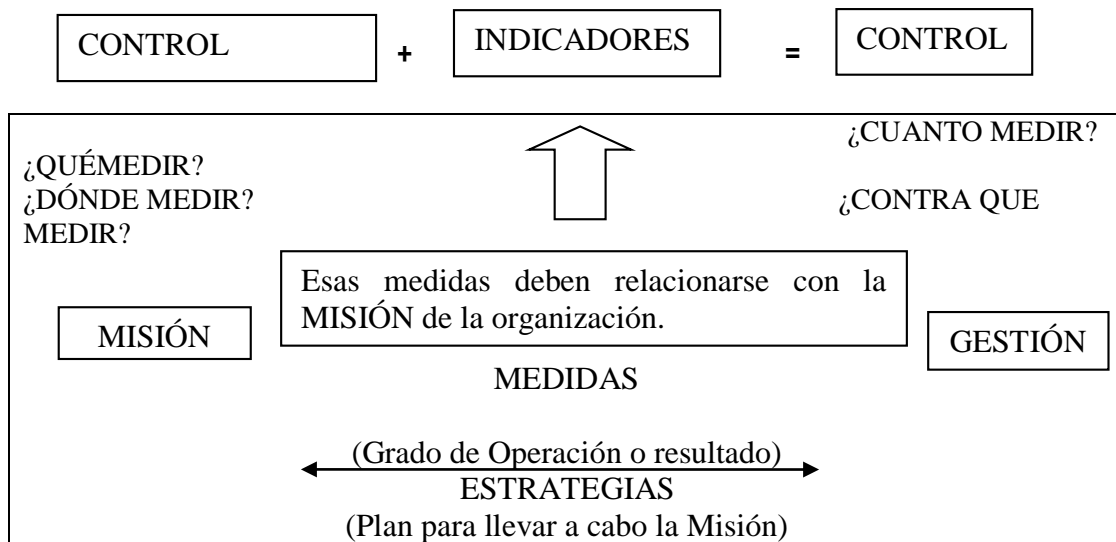 CONTROL + INDICADORES = CONTROL
¿CUANTO MEDIR?
¿QUÉMEDIR?
¿DÓNDE MEDIR? ¿CONTRA QUE
MEDIR?
Esas medidas deben relacionarse con la
MISIÓN de la organización.
MISIÓN
GESTIÓN
MEDIDAS
(Grado de Operación o resultado)
ESTRATEGIAS
(Plan para llevar a cabo la Misión)